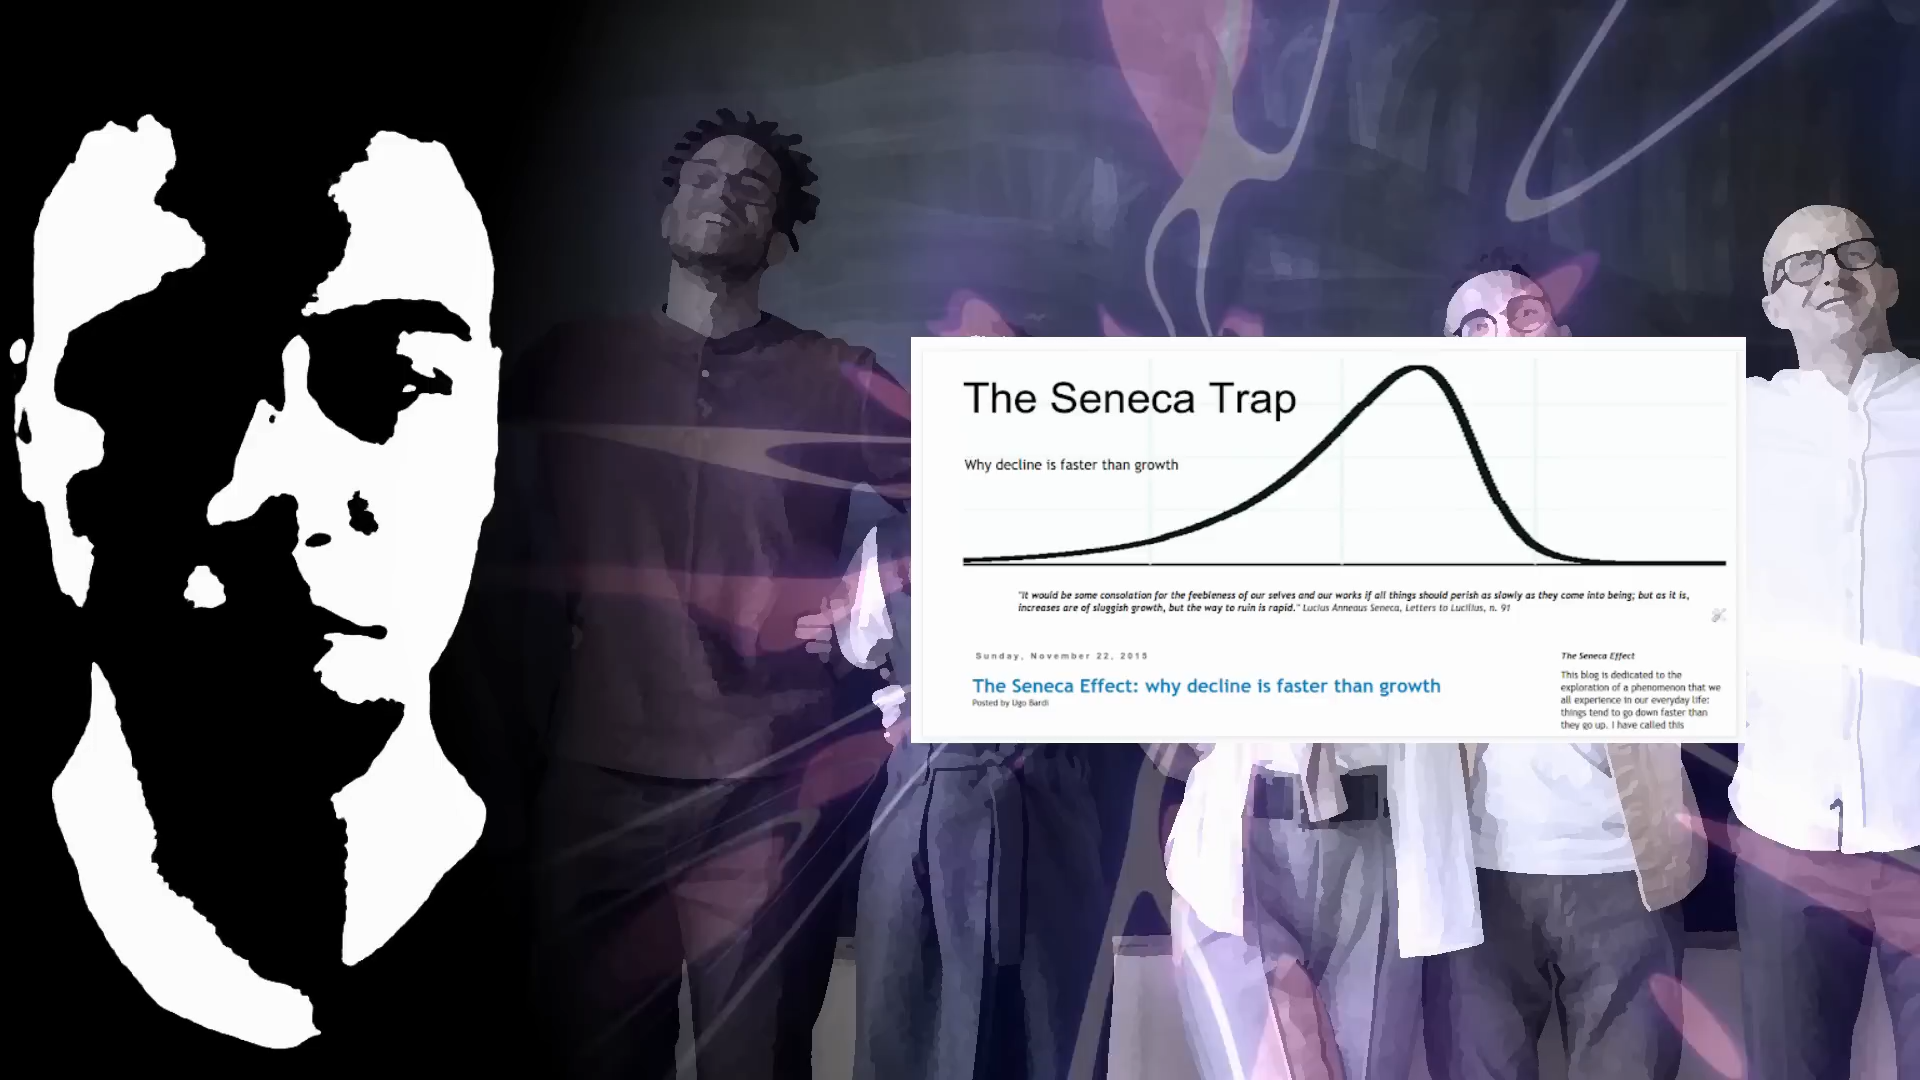 The Seneca Trap
Why decline is faster than growth
"It would be some consolation for the feebleness of our selves and our works if all things should perish as slowly as they come into being; but as it is,
increases are of sluggish growth, but the way to ruin is rapid." Lucius Anneaus Seneca, Letters to Lucilius, n. 91
Sunday, November 22, 2015
The Seneca Effect: why decline is faster than growth
Posted by Ugo Bardi
The Seneca Effect
This blog is dedicated to the
exploration of a phenomenon that we
all experience in our everyday life:
things tend to go down faster than
they go up. I have called this